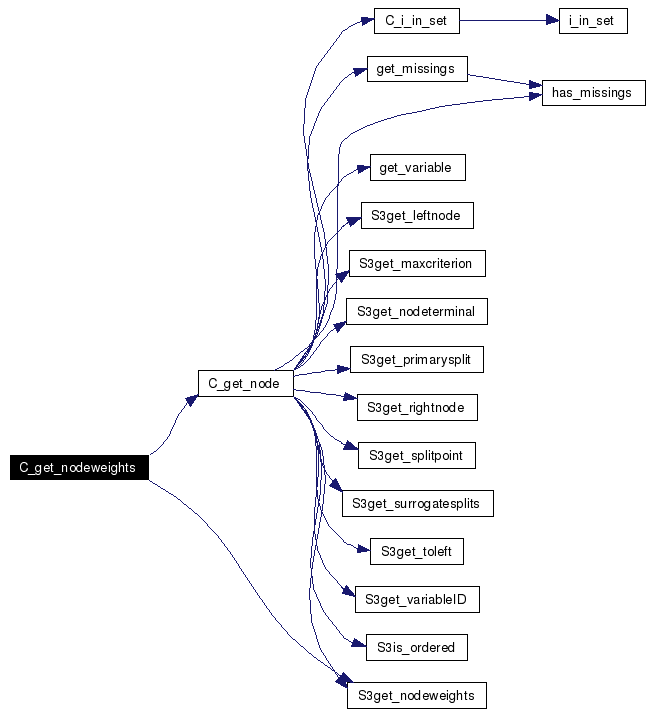 C_i_in_set
i_in_set
get_missings
has_missings
get_variable
S3get_leftnode
S3get_maxcriterion
S3get_nodeterminal
S3get_primarysplit
C_get_node
S3get_rightnode
S3get_splitpoint
C_get_nodeweights
S3get_surrogatesplits
S3get_toleft
S3get_variableID
S3is_ordered
S3get_nodeweights